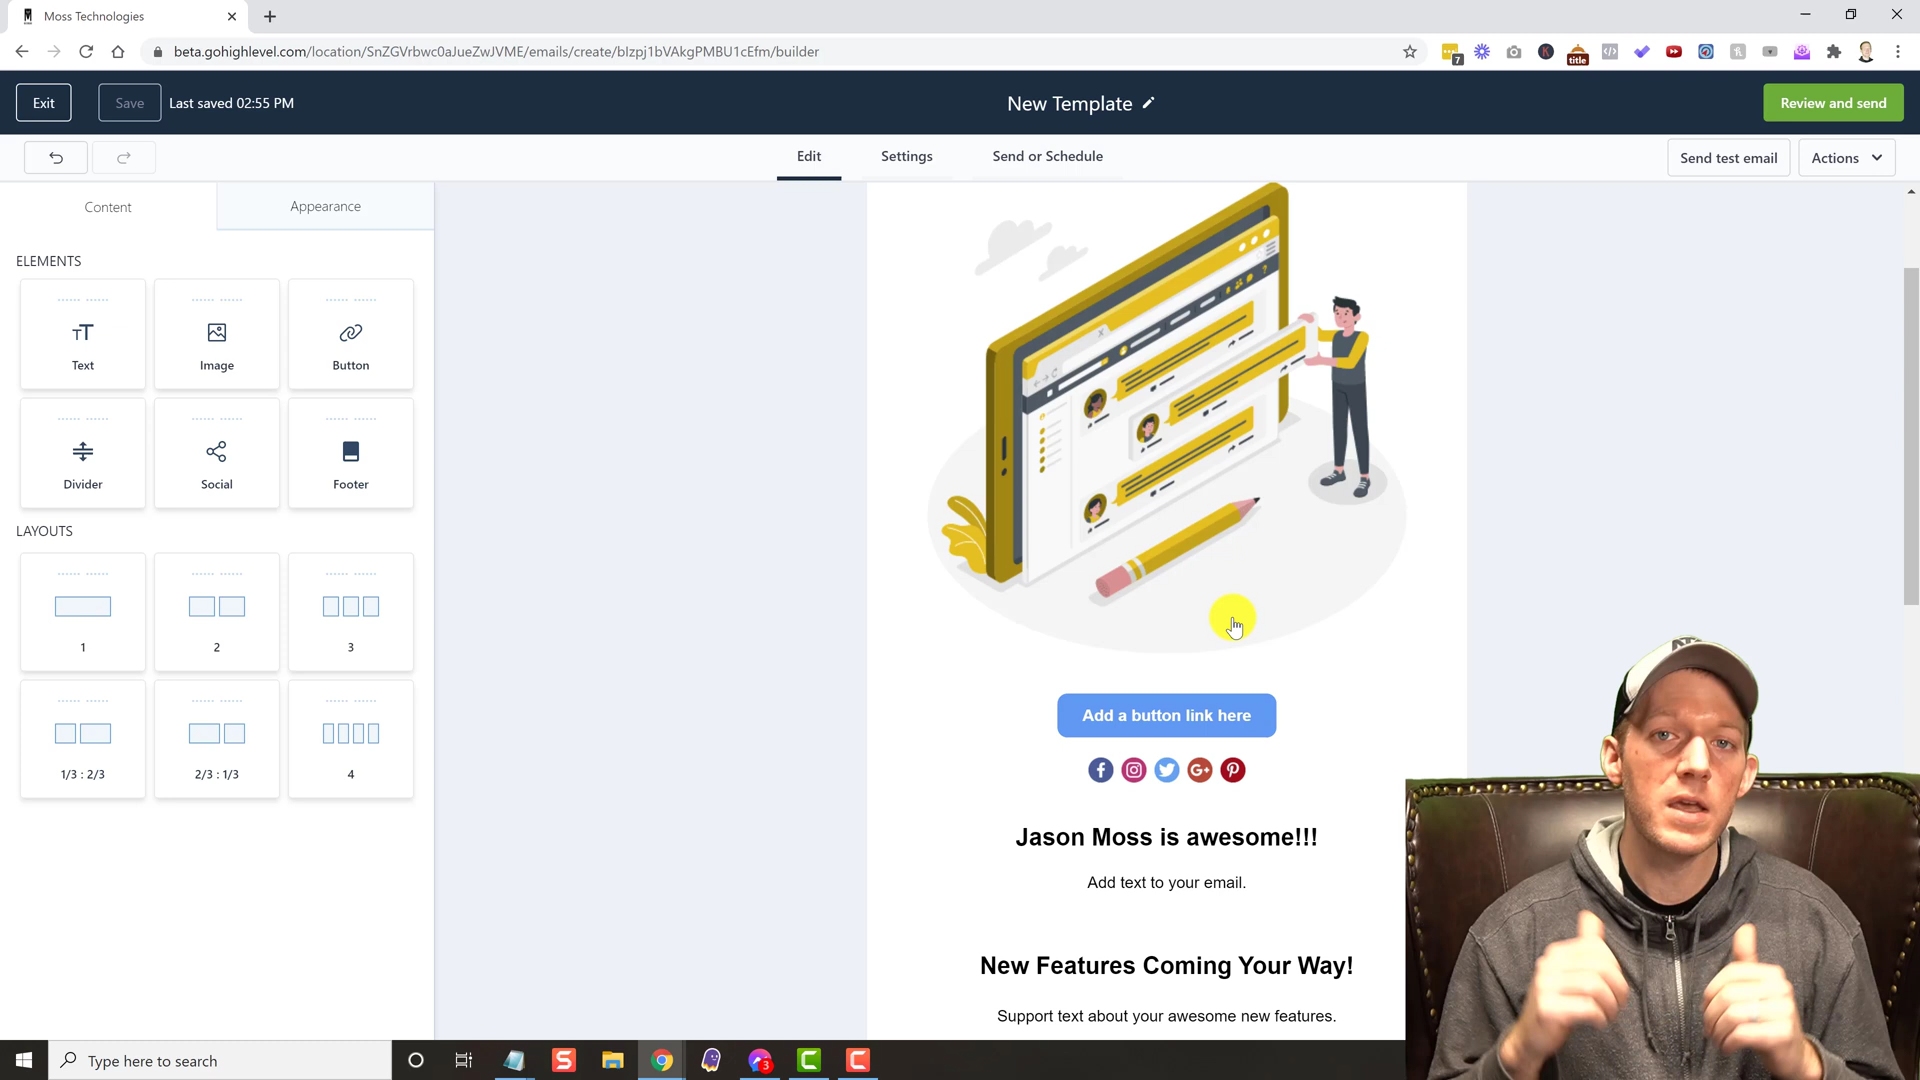 Moss Technologies
beta.gohighlevel.com/location/SnZGVrbwc0aJueZwJVME/emails/create/bIzpj1bVAkgPMBU1cEfm/builder
7
title
Exit
Save
Last saved 02:55 PM
New Template
Review and send
Edit
Settings
Send or Schedule
Send test email
Actions
Content
Appearance
ELEMENTS
Text
Image
Button
Divider
Social
Footer
LAYOUTS
1
2
3
1/3 : 2/3
2/3 : 1/3
4
Add a button link here
Jason Moss is awesome!!!
Add text to your email.
New Features Coming Your Way!
Support text about your awesome new features.
Type here to search
3